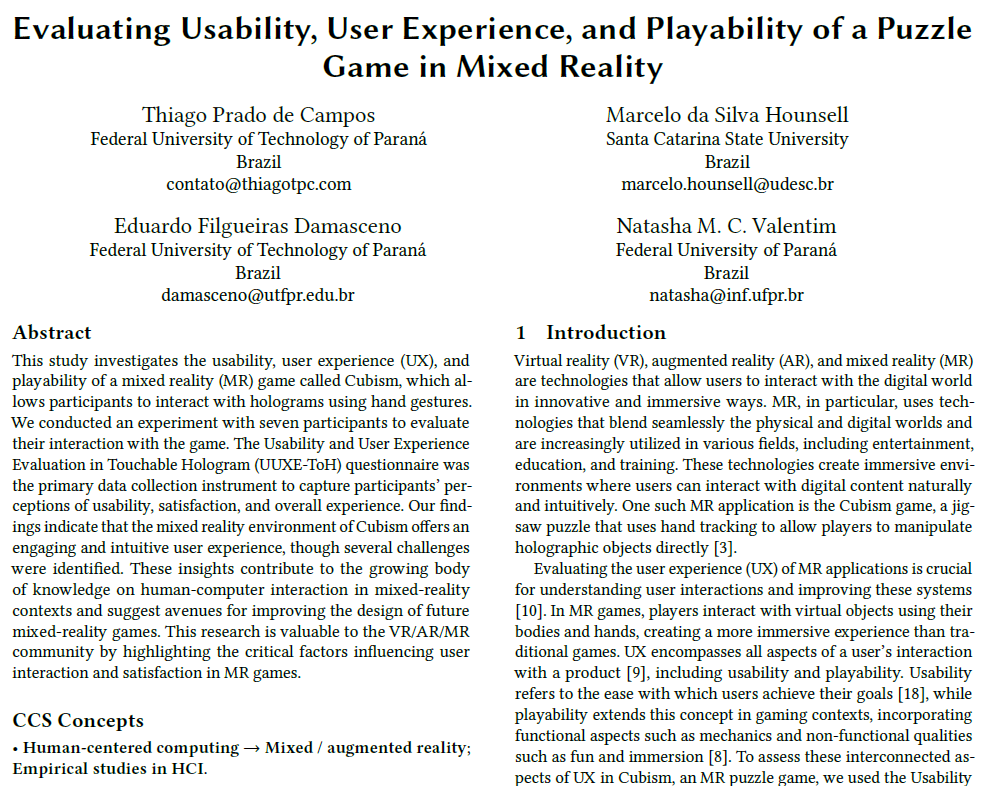 Evaluating Usability, User Experience, and Playability of a Puzzle
Game in Mixed Reality
Thiago Prado de Campos
Federal University of Technology of Paraná
Brazil
contato@thiagotpc.com
Marcelo da Silva Hounsell
Santa Catarina State University
Brazil
marcelo.hounsell@udesc.br
Eduardo Filgueiras Damasceno
Federal University of Technology of Paraná
Brazil
damasceno@utfpr.edu.br
Natasha M. C. Valentim
Federal University of Paraná
Brazil
natasha@inf.ufpr.br
Abstract
This study investigates the usability, user experience (UX), and
playability of a mixed reality (MR) game called Cubism, which al-
lows participants to interact with holograms using hand gestures.
We conducted an experiment with seven participants to evaluate
their interaction with the game. The Usability and User Experience
Evaluation in Touchable Hologram (UUXE-ToH) questionnaire was
the primary data collection instrument to capture participants' per-
ceptions of usability, satisfaction, and overall experience. Our find-
ings indicate that the mixed reality environment of Cubism offers an
engaging and intuitive user experience, though several challenges
were identified. These insights contribute to the growing body
of knowledge on human-computer interaction in mixed-reality
contexts and suggest avenues for improving the design of future
mixed-reality games. This research is valuable to the VR/AR/MR
community by highlighting the critical factors influencing user
interaction and satisfaction in MR games.
CCS Concepts
• Human-centered computing → Mixed / augmented reality;
Empirical studies in HCI.
1 Introduction
Virtual reality (VR), augmented reality (AR), and mixed reality (MR)
are technologies that allow users to interact with the digital world
in innovative and immersive ways. MR, in particular, uses tech-
nologies that blend seamlessly the physical and digital worlds and
are increasingly utilized in various fields, including entertainment,
education, and training. These technologies create immersive envi-
ronments where users can interact with digital content naturally
and intuitively. One such MR application is the Cubism game, a jig-
saw puzzle that uses hand tracking to allow players to manipulate
holographic objects directly [3].
Evaluating the user experience (UX) of MR applications is crucial
for understanding user interactions and improving these systems
[10]. In MR games, players interact with virtual objects using their
bodies and hands, creating a more immersive experience than tra-
ditional games. UX encompasses all aspects of a user's interaction
with a product [9], including usability and playability. Usability
refers to the ease with which users achieve their goals [18], while
playability extends this concept in gaming contexts, incorporating
functional aspects such as mechanics and non-functional qualities
such as fun and immersion [8]. To assess these interconnected as-
pects of UX in Cubism, an MR puzzle game, we used the Usability